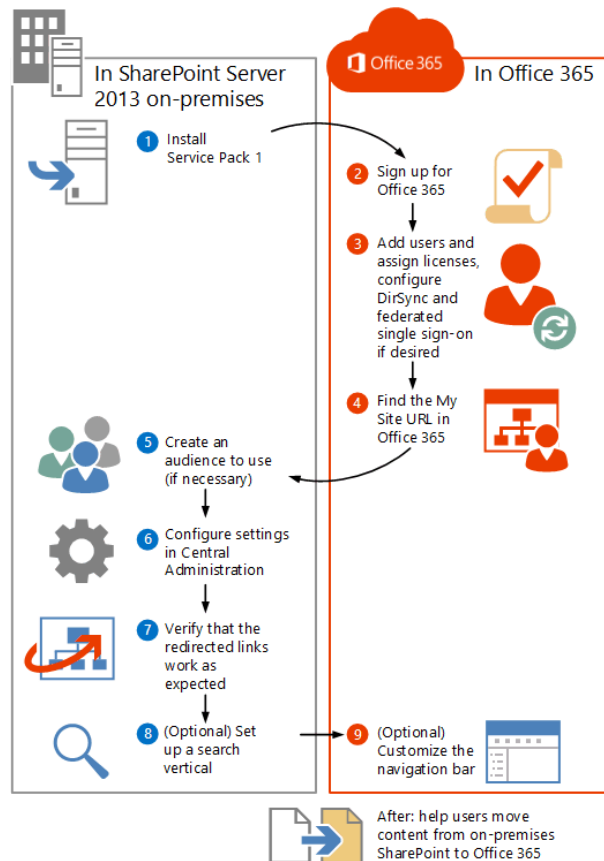 In SharePoint Server
2013 on-premises
Office 365
In Office 365
1 Install
Service Pack 1
2 Sign up for
Office 365
3 Add users and
assign licenses,
configure
DirSync and
federated
single sign-on
if desired
4 Find the My
Site URL in
Office 365
5 Create an
audience to use
(if necessary)
6 Configure settings
in Central
Administration
7 Verify that the
redirected links
work as
expected
8 (Optional) Set
up a search
vertical
9 (Optional)
Customize the
navigation bar
After: help users move
content from on-premises
SharePoint to Office 365